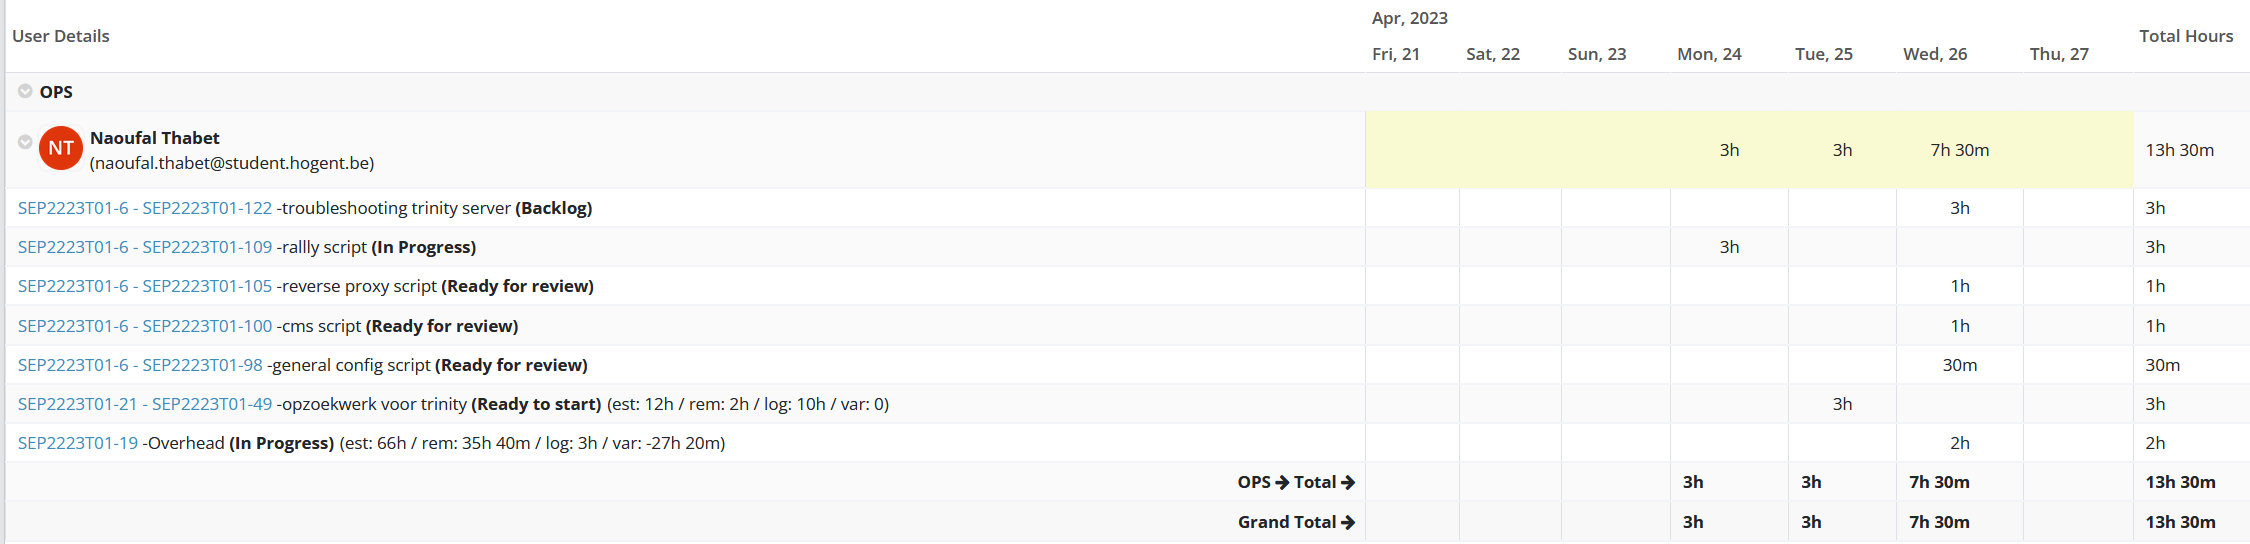 User Details
Apr, 2023
Fri, 21 Sat, 22 Sun, 23 Mon, 24 Tue, 25 Wed, 26 Thu, 27 Total Hours
OPS
NT Naoufal Thabet
(naoufal.thabet@student.hogent.be) 3h 3h 7h 30m 13h 30m
SEP2223T01-6 - SEP2223T01-122 -troubleshooting trinity server (Backlog) 3h 3h
SEP2223T01-6 - SEP2223T01-109 -rallly script (In Progress) 3h 3h
SEP2223T01-6 - SEP2223T01-105 -reverse proxy script (Ready for review) 1h 1h
SEP2223T01-6 - SEP2223T01-100 -cms script (Ready for review) 1h 1h
SEP2223T01-6 - SEP2223T01-98 -general config script (Ready for review) 30m 30m
SEP2223T01-21 - SEP2223T01-49 -opzoekwerk voor trinity (Ready to start) (est: 12h / rem: 2h / log: 10h / var: 0) 3h 3h
SEP2223T01-19 -Overhead (In Progress) (est: 66h / rem: 35h 40m / log: 3h / var: -27h 20m) 2h 2h
OPS → Total → 3h 3h 7h 30m 13h 30m
Grand Total → 3h 3h 7h 30m 13h 30m